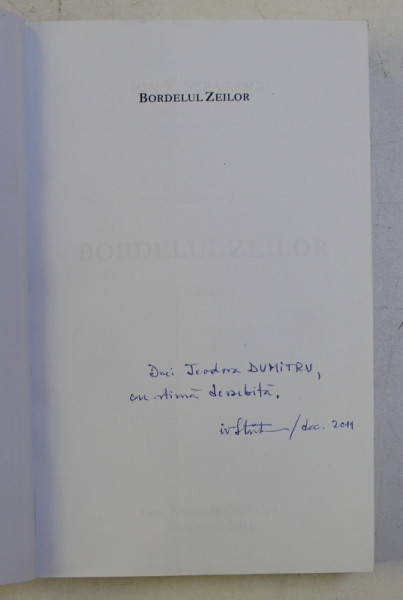 BORDELUL ZEILOR
BORDELUL ZEILOR
Dnei Teodora DUMITRU,
cu stimă deosebită.
/dec. 2011